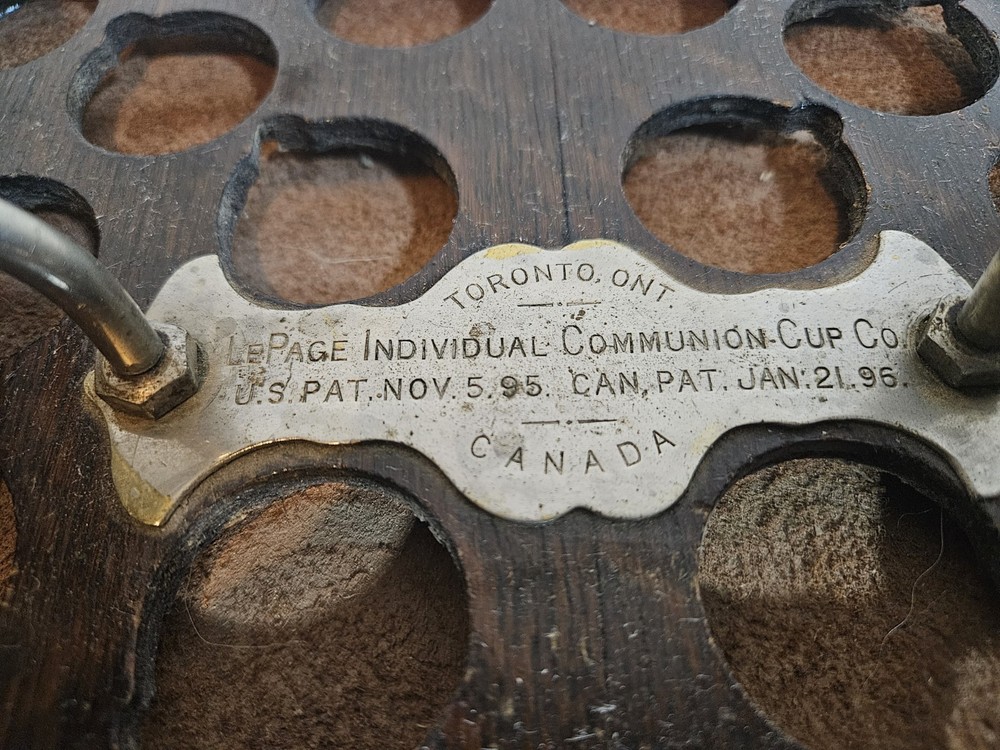 TORONTO, ONT.
LEPAGE INDIVIDUAL COMMUNION-CUP CO.
U.S. PAT. NOV. 5. 95. CAN. PAT. JAN. 21. 96.
CANADA